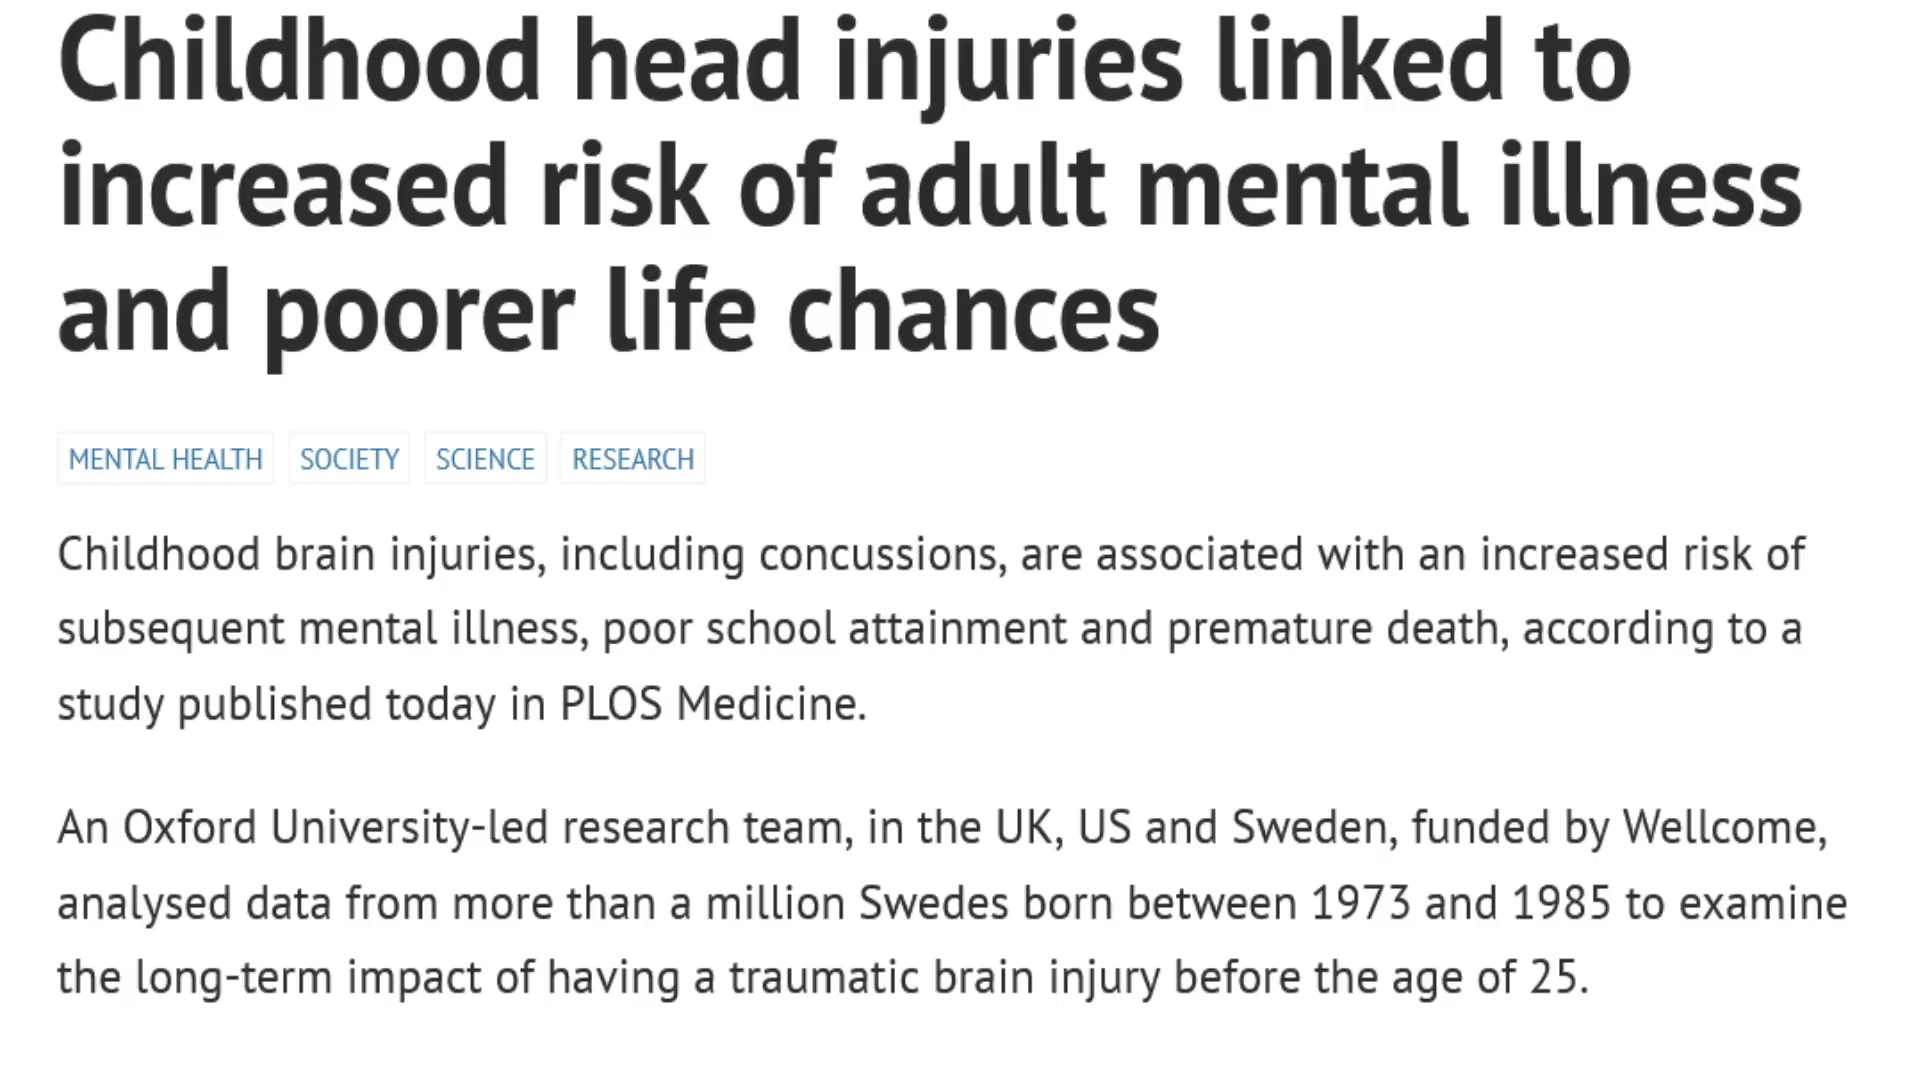 Childhood head injuries linked to
increased risk of adult mental illness
and poorer life chances
MENTAL HEALTH SOCIETY SCIENCE RESEARCH
Childhood brain injuries, including concussions, are associated with an increased risk of
subsequent mental illness, poor school attainment and premature death, according to a
study published today in PLOS Medicine.
An Oxford University-led research team, in the UK, US and Sweden, funded by Wellcome,
analysed data from more than a million Swedes born between 1973 and 1985 to examine
the long-term impact of having a traumatic brain injury before the age of 25.